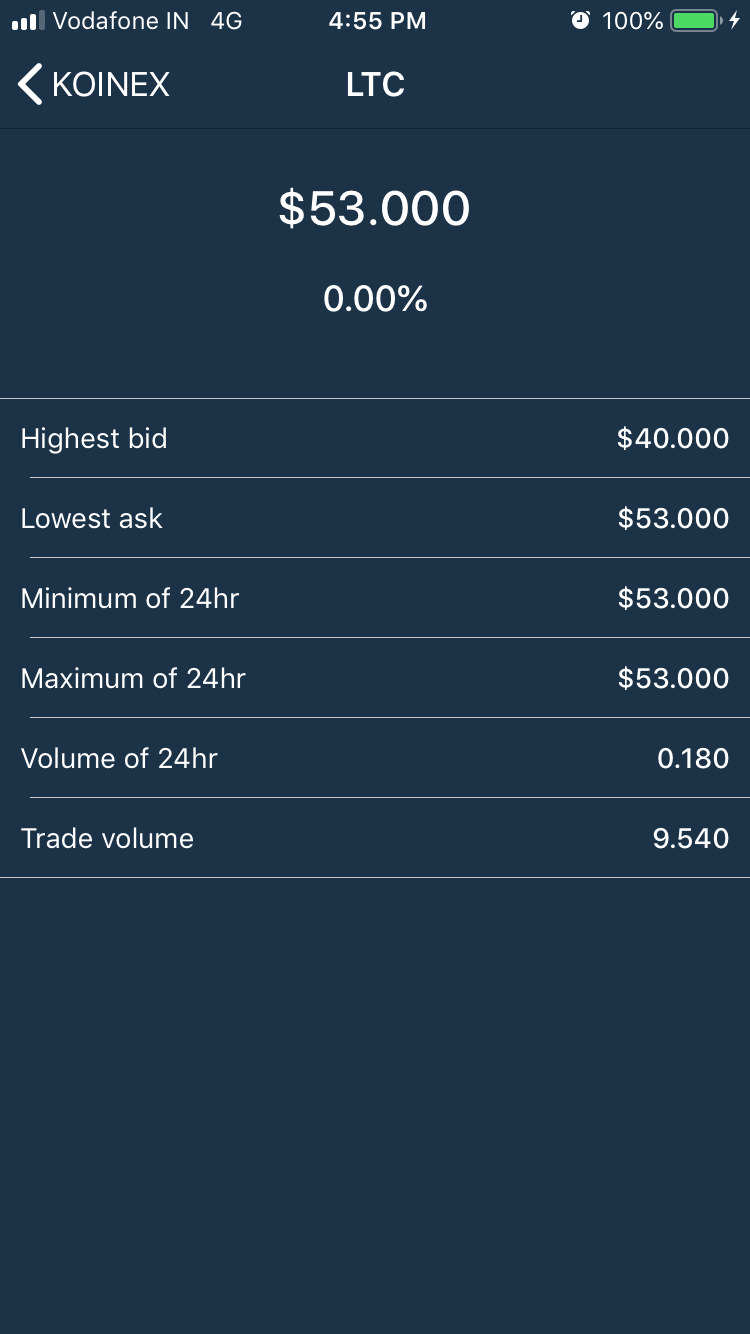 Vodafone IN 4G 4:55 PM 100%
KOINEX LTC
$53.000
0.00%
Highest bid $40.000
Lowest ask $53.000
Minimum of 24hr $53.000
Maximum of 24hr $53.000
Volume of 24hr 0.180
Trade volume 9.540